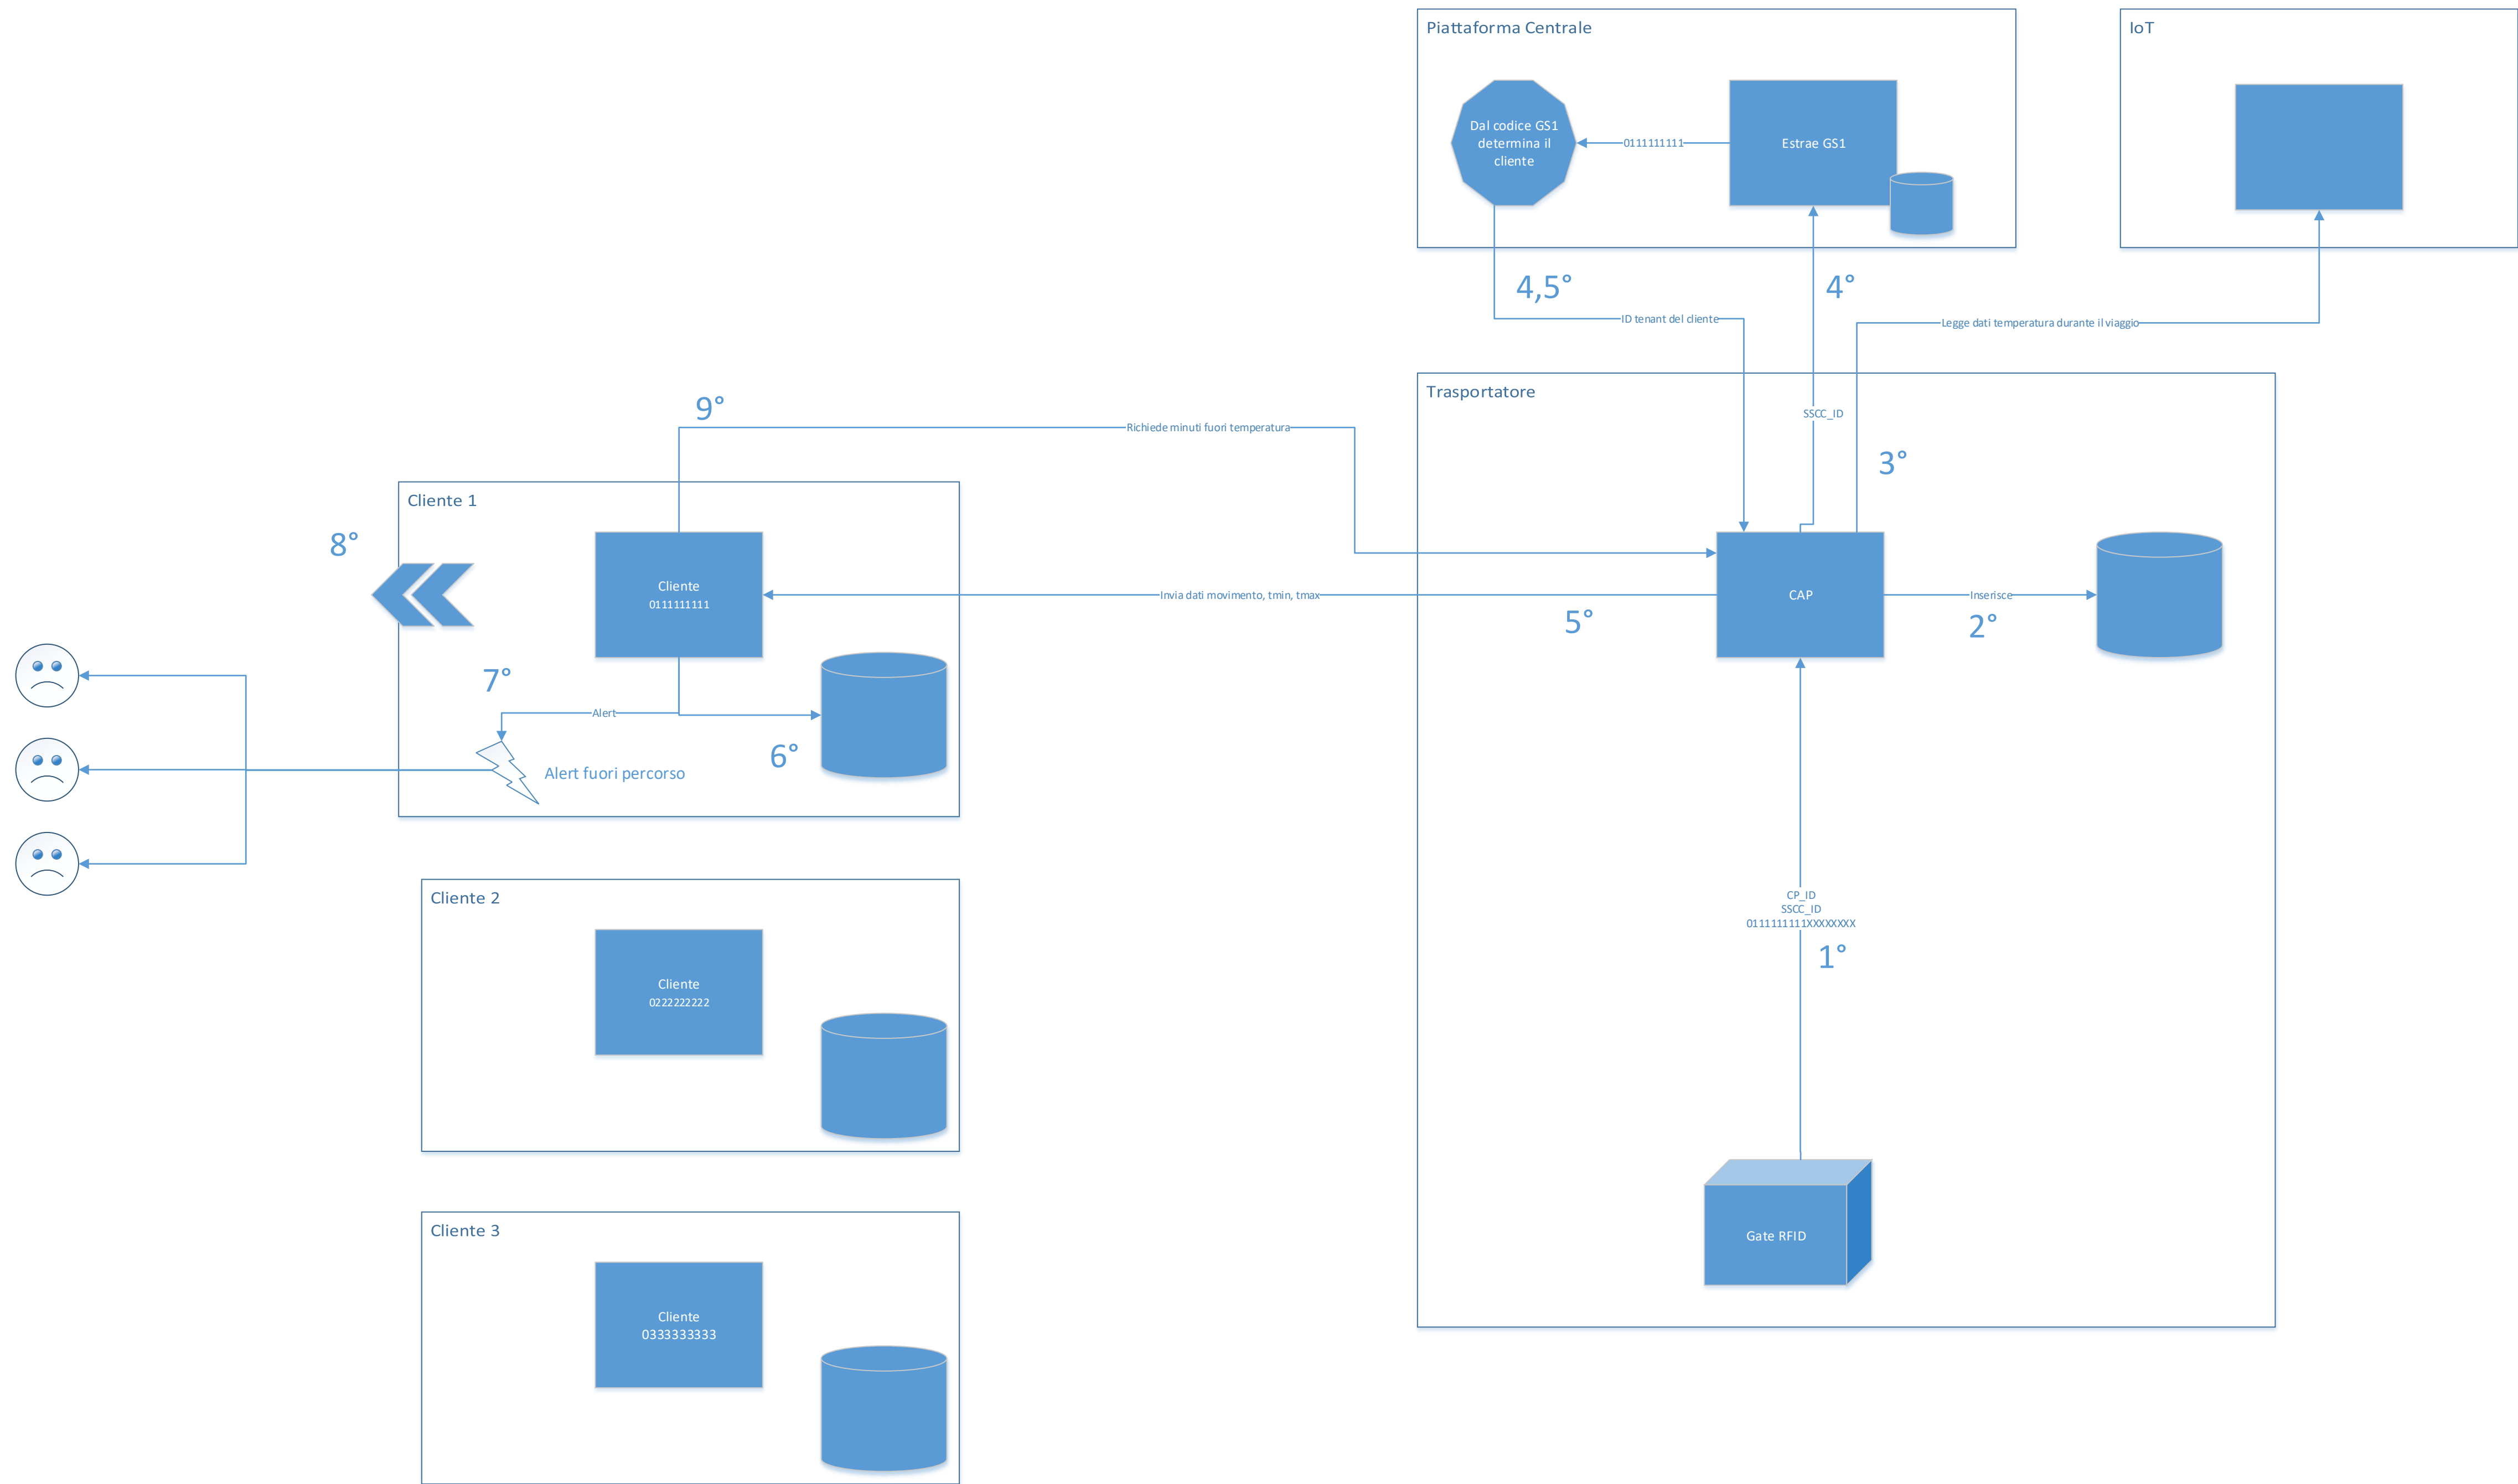 Piattaforma Centrale
IoT
Dal codice GS1
determina il
cliente
0111111111
Estrae GS1
4,5°
4°
ID tenant del cliente
Legge dati temperatura durante il viaggio
Trasportatore
9°
SSCC_ID
Richiede minuti fuori temperatura
3°
Cliente 1
8°
Cliente
0111111111
Invia dati movimento, tmin, tmax
CAP
Inserisce
5°
2°
7°
Alert
6°
Alert fuori percorso
Cliente 2
CP_ID
SSCC_ID
0111111111XXXXXXXX
1°
Cliente
0222222222
Cliente 3
Gate RFID
Cliente
0333333333